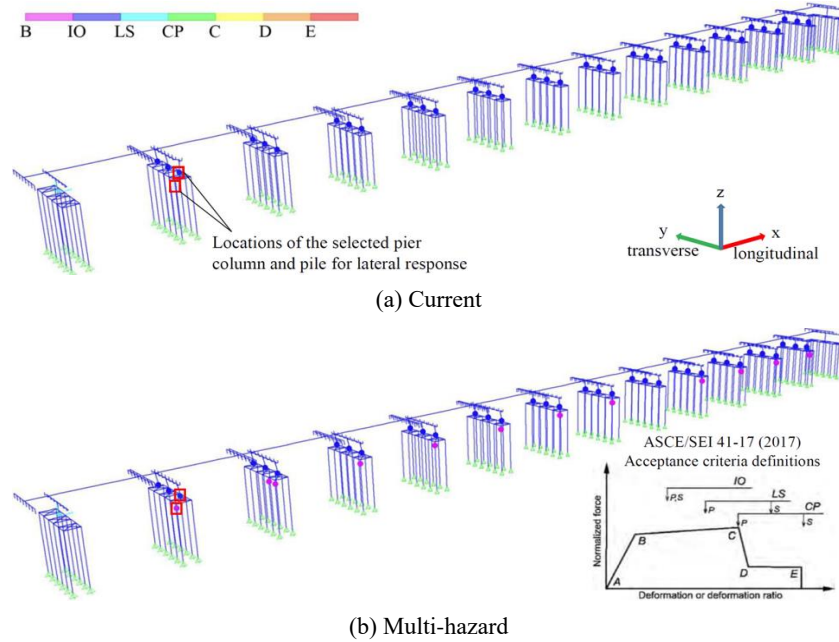 B IO LS CP C D E
z
y x
transverse longitudinal
Locations of the selected pier
column and pile for lateral response
(a) Current
ASCE/SEI 41-17 (2017)
Acceptance criteria definitions
IO
P,S LS
P S CP
P S
B C
D E
A
Normalized force
Deformation or deformation ratio
(b) Multi-hazard